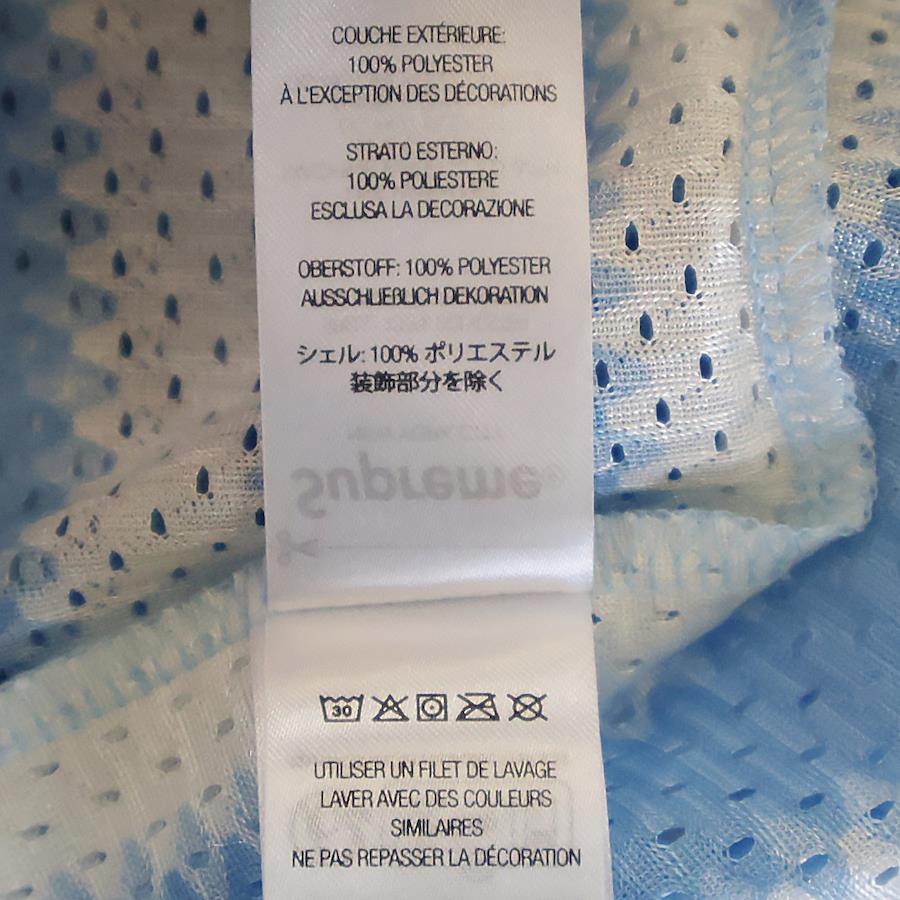 COUCHE EXTÉRIEURE:
100% POLYESTER
À L'EXCEPTION DES DÉCORATIONS
STRATO ESTERNO:
100% POLIESTERE
ESCLUSA LA DECORAZIONE
OBERSTOFF: 100% POLYESTER
AUSSCHLIEßLICH DEKORATION
シェル: 100% ポリエステル
装飾部分を除く
Supreme
30
UTILISER UN FILET DE LAVAGE
LAVER AVEC DES COULEURS
SIMILAIRES
NE PAS REPASSER LA DÉCORATION